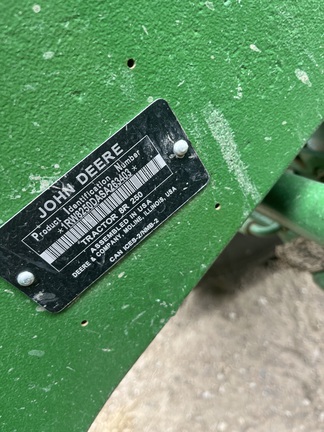 JOHN DEERE
Product Identification Number
*1RW8250DASA263403*
TRACTOR 8R 250
ASSEMBLED IN USA
DEERE & COMPANY, MOLINE, ILLINOIS, USA
CAN ICES-2/NMB-2